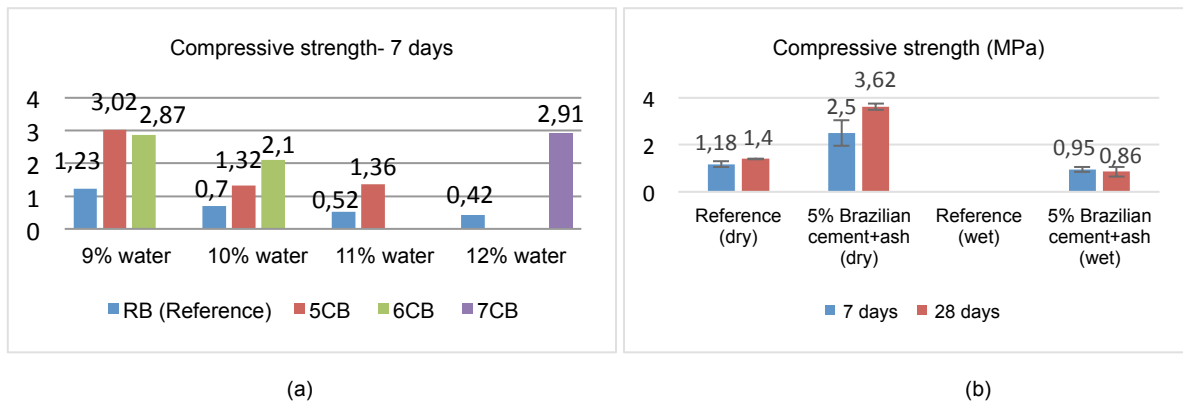 Compressive strength- 7 days
4
3
2
1
0
1,23
3,02
2,87
0,7
1,32
2,1
0,52
1,36
0,42
2,91
9% water
10% water
11% water
12% water
RB (Reference)
5CB
6CB
7CB
(a)
Compressive strength (MPa)
4
2
0
1,18
1,4
2,5
3,62
0,95
0,86
Reference
(dry)
5% Brazilian
cement+ash
(dry)
Reference
(wet)
5% Brazilian
cement+ash
(wet)
7 days
28 days
(b)